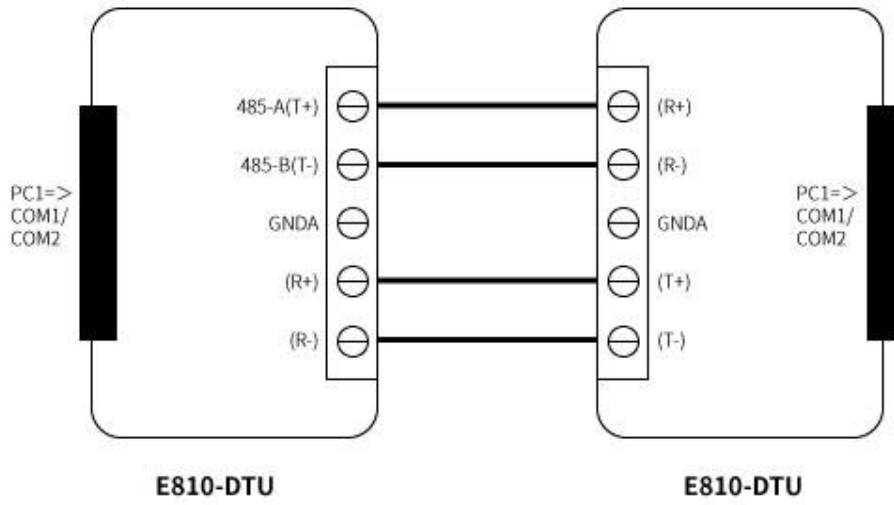 485-A(T+)
(R+)
485-B(T-)
(R-)
PC1=>
COM1/
COM2
GNDA
GNDA
PC1=>
COM1/
COM2
(R+)
(T+)
(R-)
(T-)
E810-DTU
E810-DTU